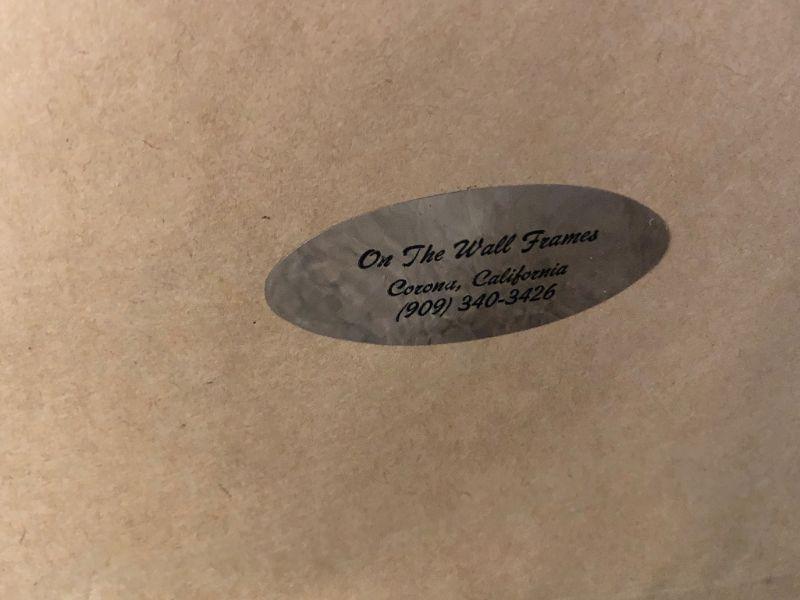 On The Wall Frames
Corona, California
(909) 340-3426